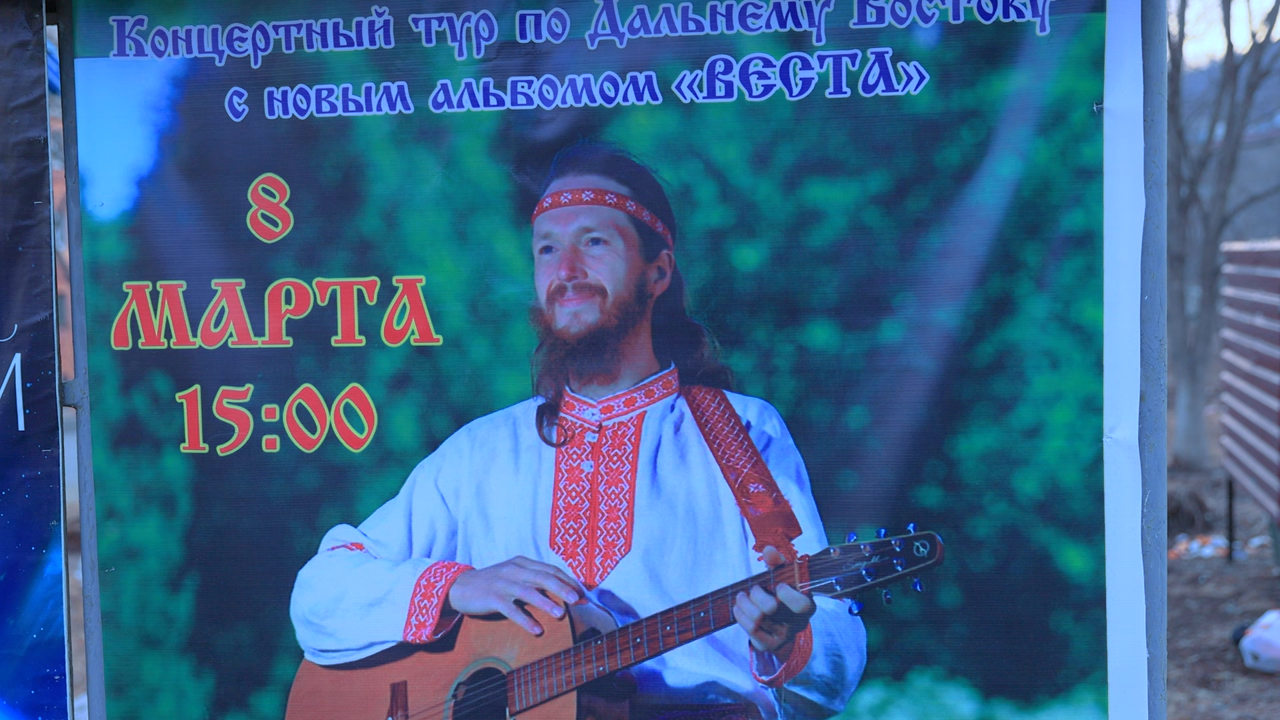 Концертный тур по Дальнему Востоку
с новым альбомом «ВЕСТА»
8
МАРТА
15:00
Й